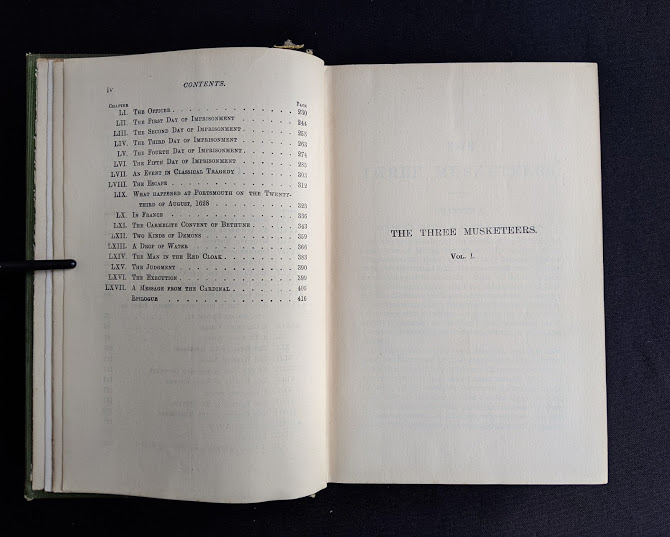 iv CONTENTS.
Chapter Page
LI. The Officer . . . . . . . . . . . . . 230
LII. The First Day of Imprisonment . . . . . . 244
LIII. The Second Day of Imprisonment . . . . . . 253
LIV. The Third Day of Imprisonment . . . . . . 263
LV. The Fourth Day of Imprisonment . . . . . . 274
LVI. The Fifth Day of Imprisonment . . . . . . 285
LVII. An Event in Classical Tragedy . . . . . . 303
LVIII. The Escape . . . . . . . . . . . . . 312
LIX. What happened at Portsmouth on the Twenty-
third of August, 1628 . . . . . . . . 323
LX. In France . . . . . . . . . . . . . 336
LXI. The Carmelite Convent of Bethune . . . . . 343
LXII. Two Kinds of Demons . . . . . . . . . 359
LXIII. A Drop of Water . . . . . . . . . . . 366
LXIV. The Man in the Red Cloak . . . . . . . . 383
LXV. The Judgment . . . . . . . . . . . . 390
LXVI. The Execution . . . . . . . . . . . . 399
LXVII. A Message from the Cardinal . . . . . . . 405
Epilogue . . . . . . . . . . . . . 416
THE THREE MUSKETEERS.
Vol. I.